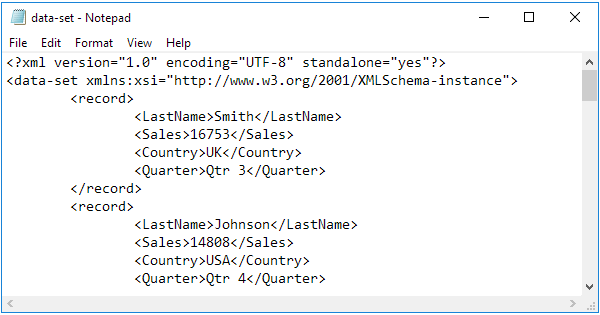 data-set - Notepad
File Edit Format View Help
<?xml version="1.0" encoding="UTF-8" standalone="yes"?>
<data-set xmlns:xsi="http://www.w3.org/2001/XMLSchema-instance">
        <record>
                <LastName>Smith</LastName>
                <Sales>16753</Sales>
                <Country>UK</Country>
                <Quarter>Qtr 3</Quarter>
        </record>
        <record>
                <LastName>Johnson</LastName>
                <Sales>14808</Sales>
                <Country>USA</Country>
                <Quarter>Qtr 4</Quarter>